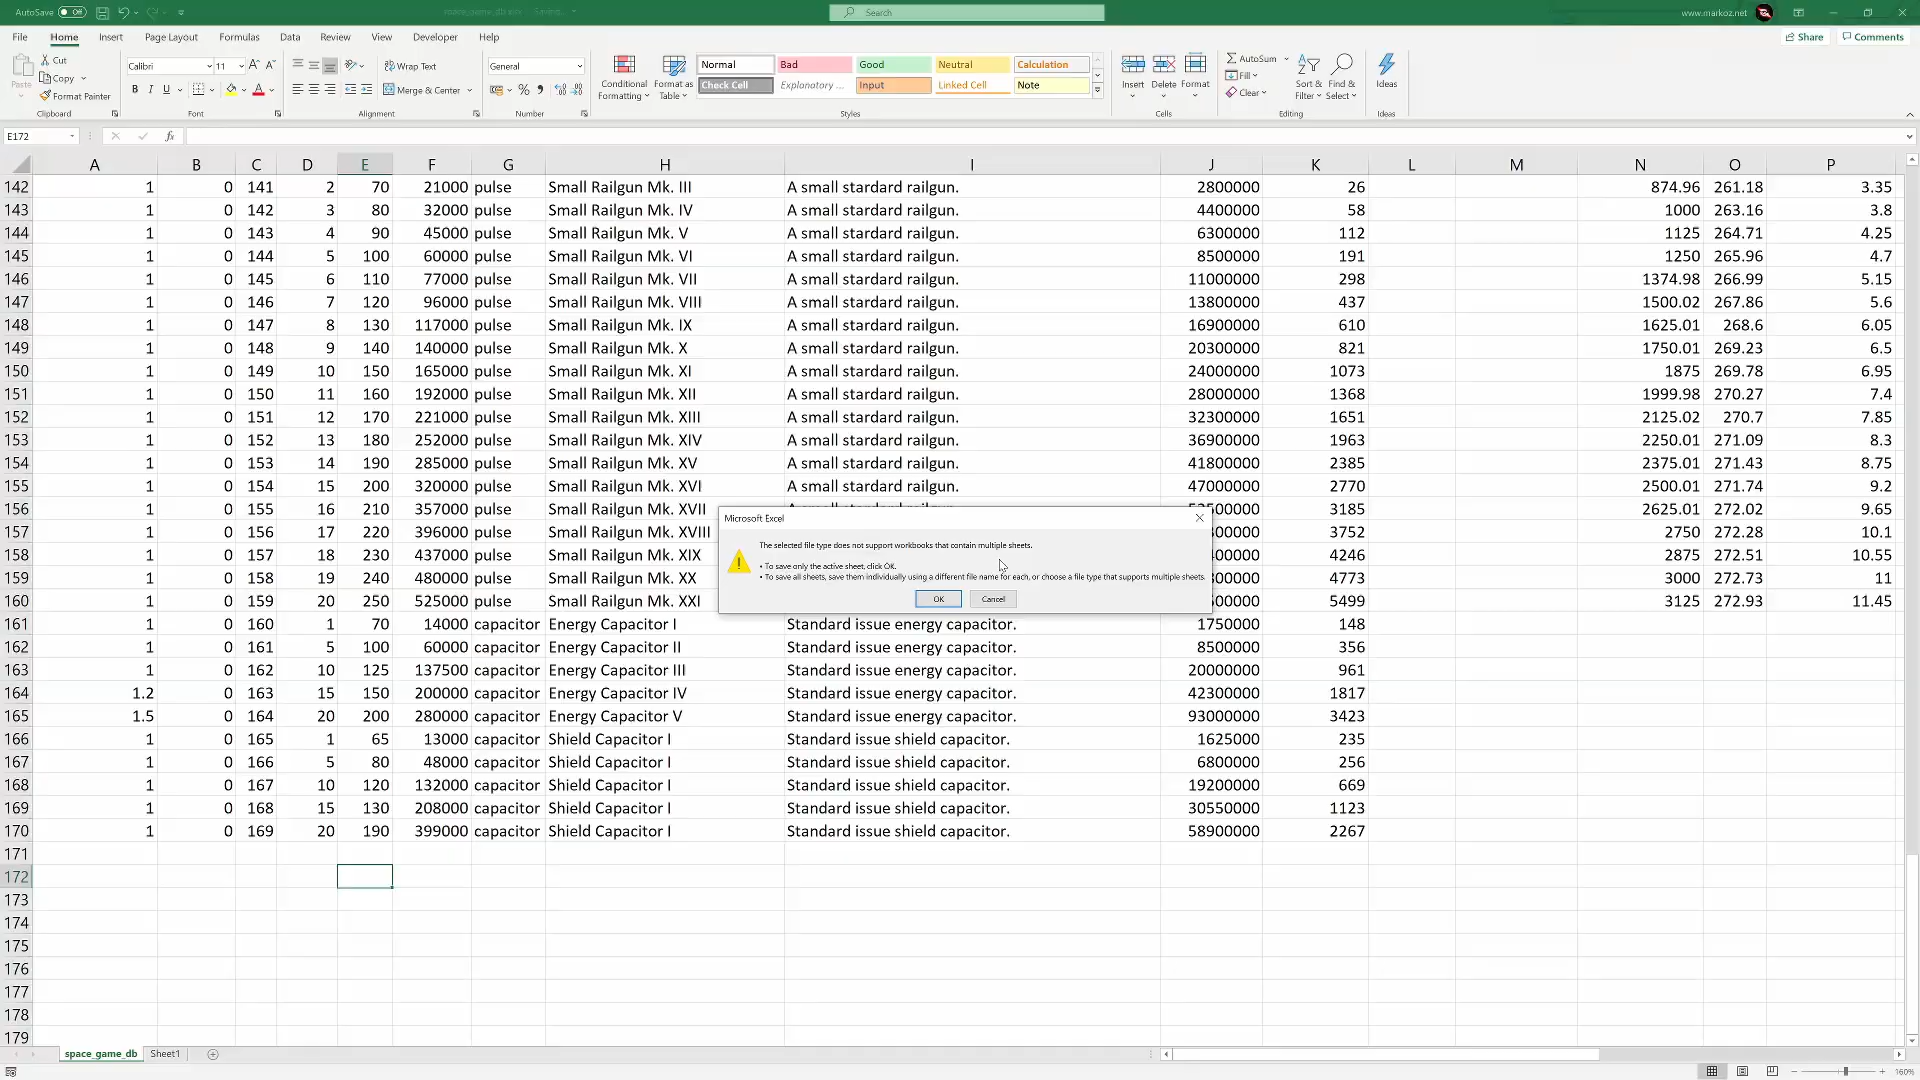 AutoSave Off Search www.markoz.net
File Home Insert Page Layout Formulas Data Review View Developer Help Share Comments
Paste Cut Copy Format Painter Clipboard
Calibri 11 B I U Font
Wrap Text Merge & Center Alignment
General % Number
Conditional Formatting Format as Table
Normal Bad Good Neutral Calculation
Check Cell Explanatory ... Input Linked Cell Note
Styles
Insert Delete Format Cells
AutoSum Fill Clear Sort & Filter Find & Select Editing
Ideas Ideas
E172 fx
A B C D E F G H I J K L M N O P
142 1 0 141 2 70 21000 pulse Small Railgun Mk. III A small stardard railgun. 2800000 26 874.96 261.18 3.35
143 1 0 142 3 80 32000 pulse Small Railgun Mk. IV A small stardard railgun. 4400000 58 1000 263.16 3.8
144 1 0 143 4 90 45000 pulse Small Railgun Mk. V A small stardard railgun. 6300000 112 1125 264.71 4.25
145 1 0 144 5 100 60000 pulse Small Railgun Mk. VI A small stardard railgun. 8500000 191 1250 265.96 4.7
146 1 0 145 6 110 77000 pulse Small Railgun Mk. VII A small stardard railgun. 11000000 298 1374.98 266.99 5.15
147 1 0 146 7 120 96000 pulse Small Railgun Mk. VIII A small stardard railgun. 13800000 437 1500.02 267.86 5.6
148 1 0 147 8 130 117000 pulse Small Railgun Mk. IX A small stardard railgun. 16900000 610 1625.01 268.6 6.05
149 1 0 148 9 140 140000 pulse Small Railgun Mk. X A small stardard railgun. 20300000 821 1750.01 269.23 6.5
150 1 0 149 10 150 165000 pulse Small Railgun Mk. XI A small stardard railgun. 24000000 1073 1875 269.78 6.95
151 1 0 150 11 160 192000 pulse Small Railgun Mk. XII A small stardard railgun. 28000000 1368 1999.98 270.27 7.4
152 1 0 151 12 170 221000 pulse Small Railgun Mk. XIII A small stardard railgun. 32300000 1651 2125.02 270.7 7.85
153 1 0 152 13 180 252000 pulse Small Railgun Mk. XIV A small stardard railgun. 36900000 1963 2250.01 271.09 8.3
154 1 0 153 14 190 285000 pulse Small Railgun Mk. XV A small stardard railgun. 41800000 2385 2375.01 271.43 8.75
155 1 0 154 15 200 320000 pulse Small Railgun Mk. XVI A small stardard railgun. 47000000 2770 2500.01 271.74 9.2
156 1 0 155 16 210 357000 pulse Small Railgun Mk. XVII 3185 2625.01 272.02 9.65
157 1 0 156 17 220 396000 pulse Small Railgun Mk. XVIII 3752 2750 272.28 10.1
158 1 0 157 18 230 437000 pulse Small Railgun Mk. XIX 4246 2875 272.51 10.55
159 1 0 158 19 240 480000 pulse Small Railgun Mk. XX 4773 3000 272.73 11
160 1 0 159 20 250 525000 pulse Small Railgun Mk. XXI 5499 3125 272.93 11.45
Microsoft Excel
The selected file type does not support workbooks that contain multiple sheets.
• To save only the active sheet, click OK.
• To save all sheets, save them individually using a different file name for each, or choose a file type that supports multiple sheets.
OK Cancel
161 1 0 160 1 70 14000 capacitor Energy Capacitor I Standard issue energy capacitor. 1750000 148
162 1 0 161 5 100 60000 capacitor Energy Capacitor II Standard issue energy capacitor. 8500000 356
163 1 0 162 10 125 137500 capacitor Energy Capacitor III Standard issue energy capacitor. 20000000 961
164 1.2 0 163 15 150 200000 capacitor Energy Capacitor IV Standard issue energy capacitor. 42300000 1817
165 1.5 0 164 20 200 280000 capacitor Energy Capacitor V Standard issue energy capacitor. 93000000 3423
166 1 0 165 1 65 13000 capacitor Shield Capacitor I Standard issue shield capacitor. 1625000 235
167 1 0 166 5 80 48000 capacitor Shield Capacitor I Standard issue shield capacitor. 6800000 256
168 1 0 167 10 120 132000 capacitor Shield Capacitor I Standard issue shield capacitor. 19200000 669
169 1 0 168 15 130 208000 capacitor Shield Capacitor I Standard issue shield capacitor. 30550000 1123
170 1 0 169 20 190 399000 capacitor Shield Capacitor I Standard issue shield capacitor. 58900000 2267
171
172
173
174
175
176
177
178
179
space_game_db Sheet1
160%